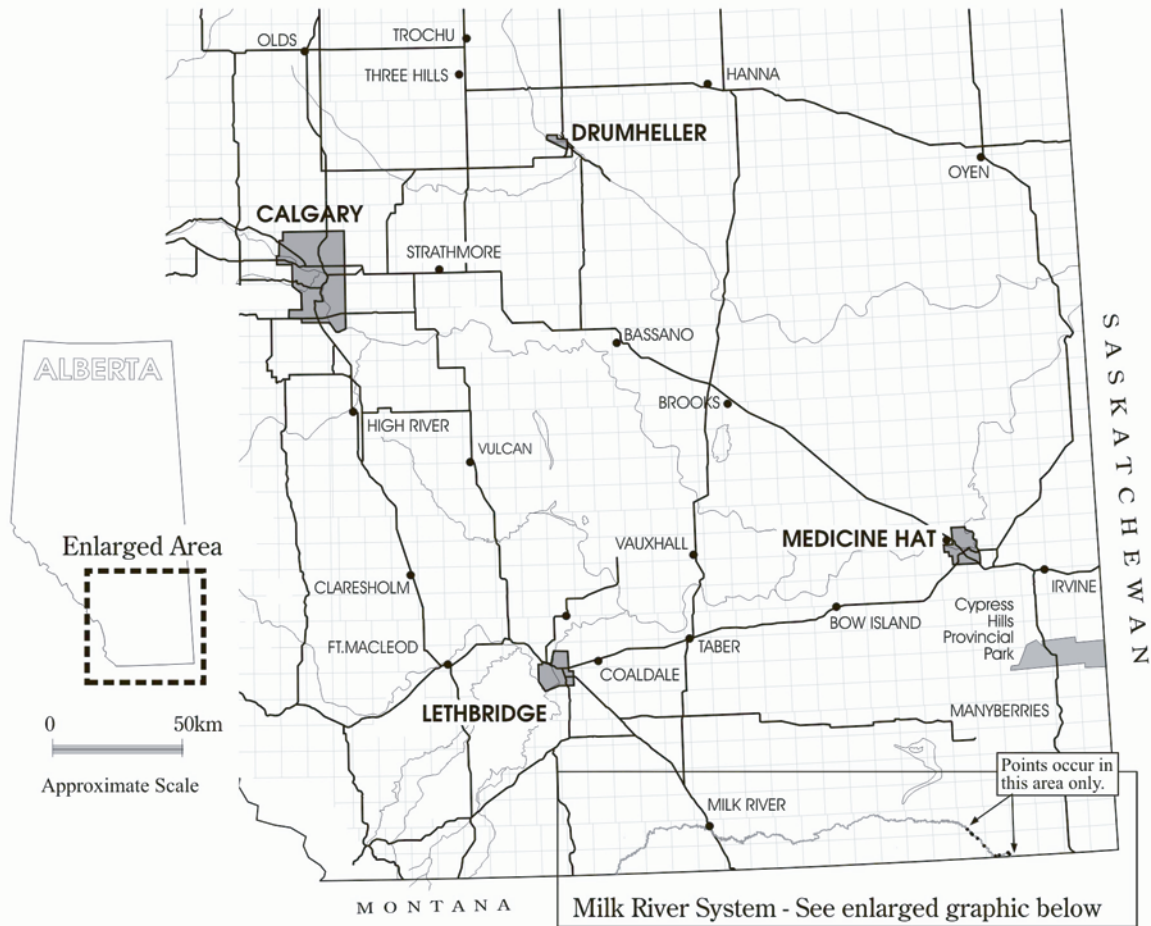 OLDS
TROCHU
THREE HILLS
HANNA
DRUMHELLER
OYEN
CALGARY
STRATHMORE
BASSANO
SASKATCHEWAN
ALBERTA
BROOKS
HIGH RIVER
VULCAN
Enlarged Area
VAUXHALL
MEDICINE HAT
CLARESHOLM
IRVINE
Cypress
Hills
Provincial
Park
BOW ISLAND
FT.MACLEOD
TABER
COALDALE
LETHBRIDGE
MANYBERRIES
0 50km
Approximate Scale
Points occur in
this area only.
MILK RIVER
MONTANA
Milk River System - See enlarged graphic below